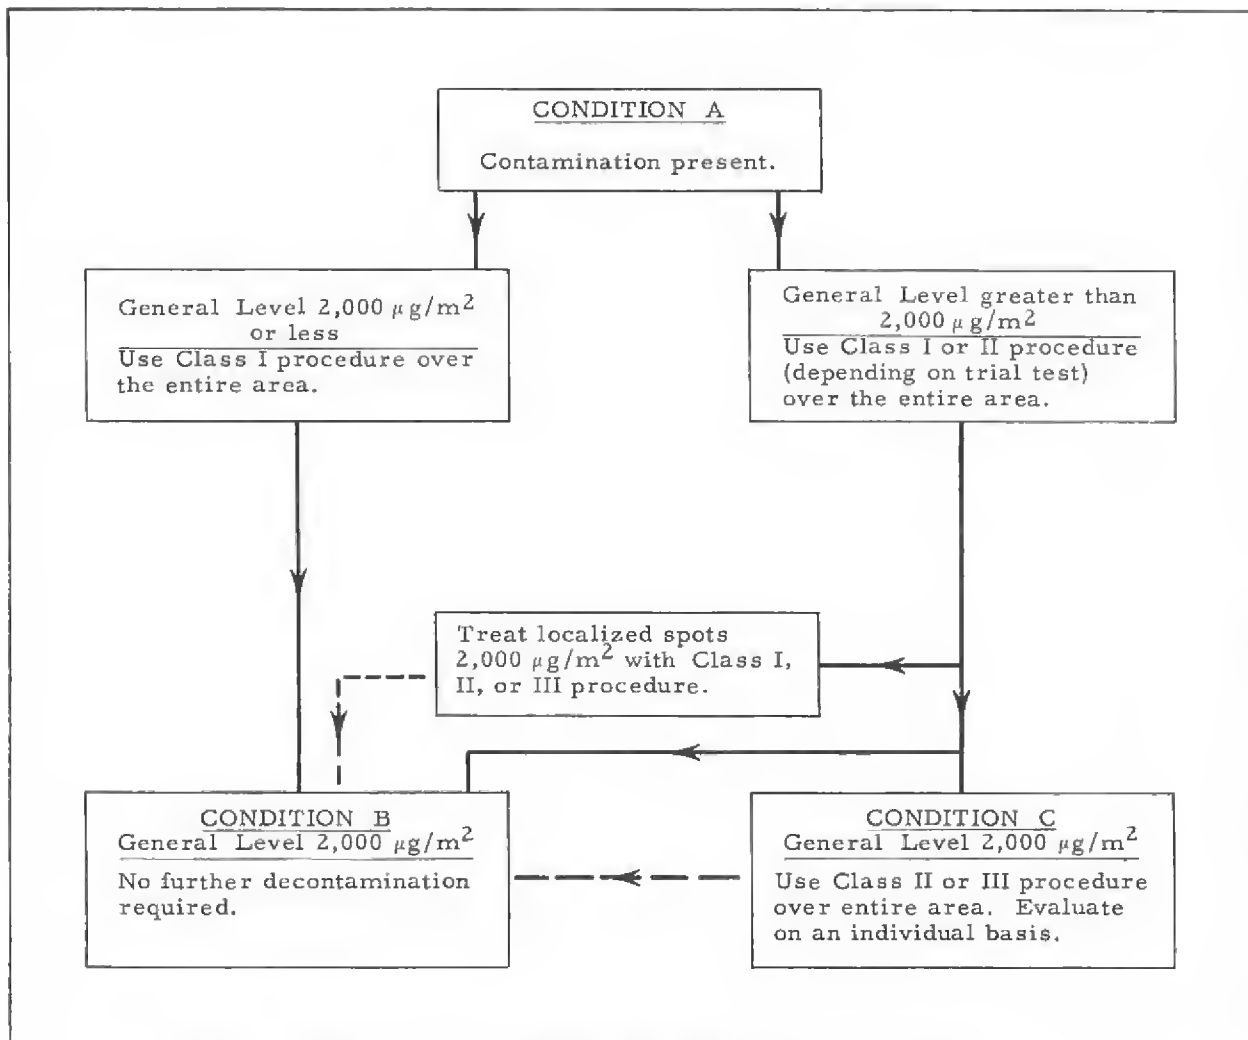 CONDITION A
Contamination present.
General Level 2,000 µg/m²
or less
Use Class I procedure over
the entire area.
General Level greater than
2,000 µg/m²
Use Class I or II procedure
(depending on trial test)
over the entire area.
Treat localized spots
2,000 µg/m² with Class I,
II, or III procedure.
CONDITION B
General Level 2,000 µg/m²
No further decontamination
required.
CONDITION C
General Level 2,000 µg/m²
Use Class II or III procedure
over entire area. Evaluate
on an individual basis.